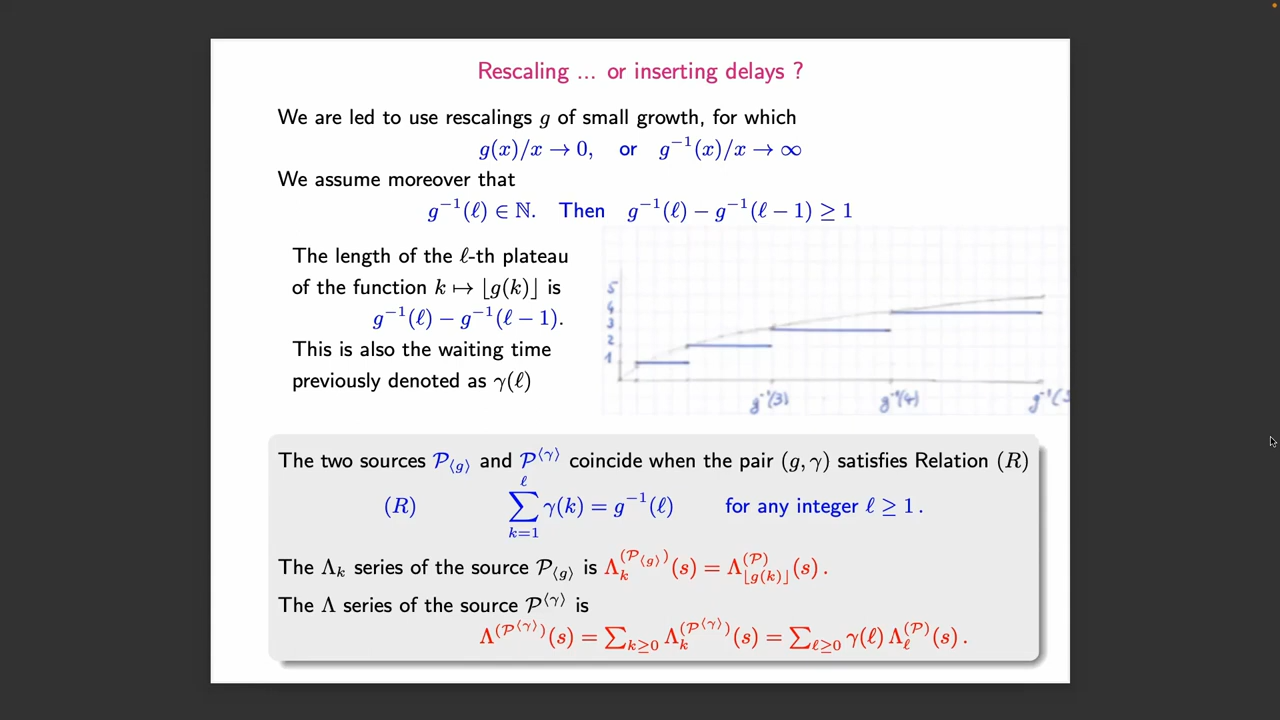 Rescaling ... or inserting delays ?
We are led to use rescalings g of small growth, for which
g(x)/x → 0, or g⁻¹(x)/x → ∞
We assume moreover that
g⁻¹(ℓ) ∈ ℕ. Then g⁻¹(ℓ) − g⁻¹(ℓ − 1) ≥ 1
The length of the ℓ-th plateau
of the function k ↦ ⌊g(k)⌋ is
g⁻¹(ℓ) − g⁻¹(ℓ − 1).
This is also the waiting time
previously denoted as γ(ℓ)
5
4
3
2
1
g⁻¹(3) g⁻¹(4) g⁻¹(
The two sources 𝒫_⟨g⟩ and 𝒫^⟨γ⟩ coincide when the pair (g, γ) satisfies Relation (R)
(R) ∑_{k=1}^{ℓ} γ(k) = g⁻¹(ℓ) for any integer ℓ ≥ 1 .
The Λ_k series of the source 𝒫_⟨g⟩ is Λ_k^{(𝒫_⟨g⟩)}(s) = Λ_{⌊g(k)⌋}^{(𝒫)}(s) .
The Λ series of the source 𝒫^⟨γ⟩ is
Λ^{(𝒫^⟨γ⟩)}(s) = ∑_{k≥0} Λ_k^{(𝒫^⟨γ⟩)}(s) = ∑_{ℓ≥0} γ(ℓ) Λ_ℓ^{(𝒫)}(s) .